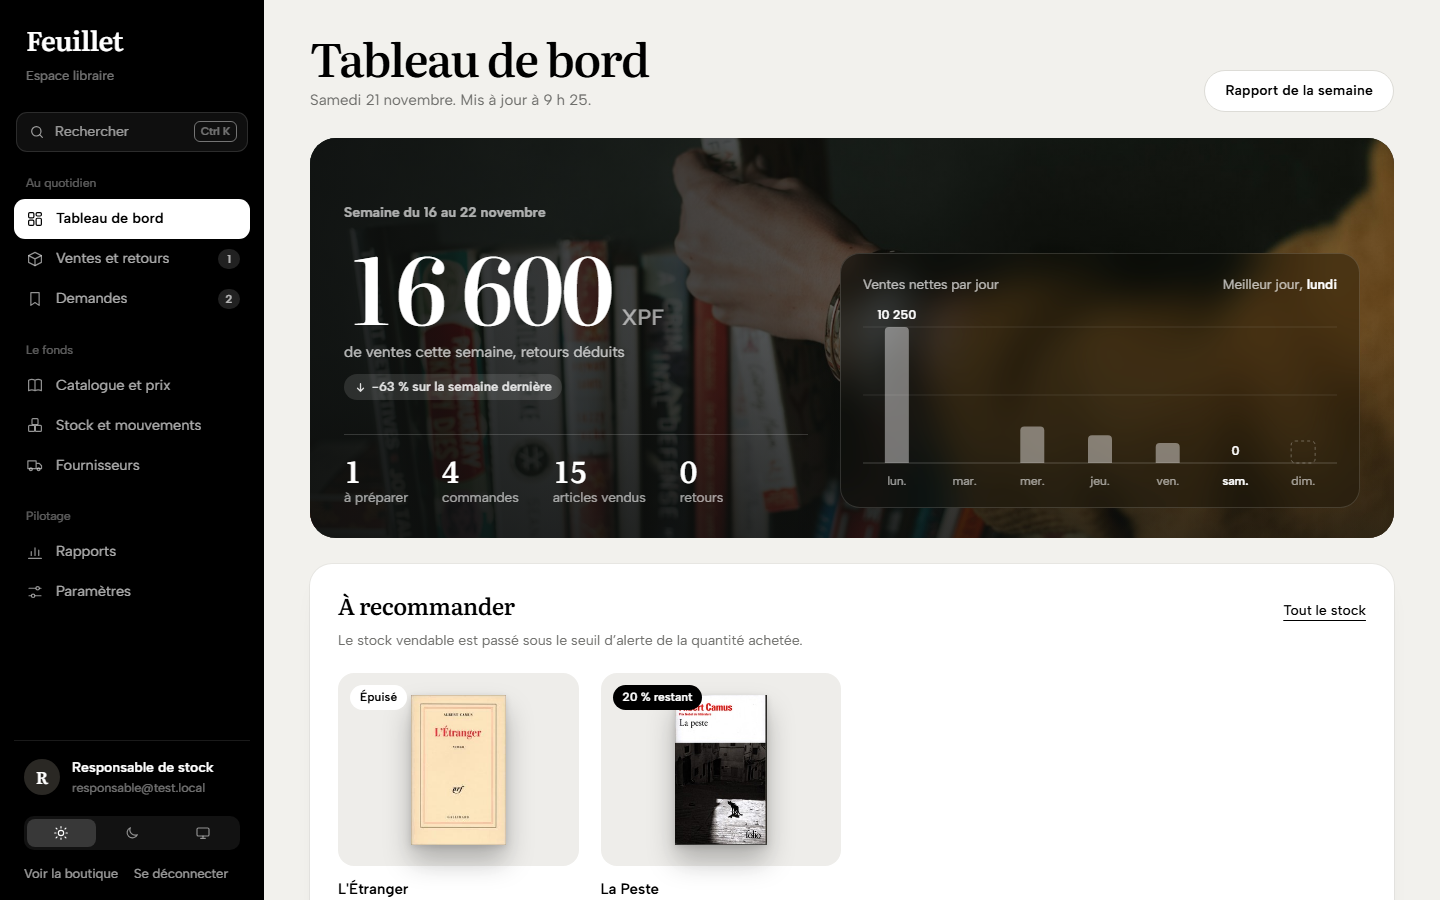 Feuillet
Espace libraire
Rechercher
Ctrl K
Au quotidien
Tableau de bord
Ventes et retours
1
Demandes
2
Le fonds
Catalogue et prix
Stock et mouvements
Fournisseurs
Pilotage
Rapports
Paramètres
R
Responsable de stock
responsable@test.local
Voir la boutique
Se déconnecter
Tableau de bord
Samedi 21 novembre. Mis à jour à 9 h 25.
Rapport de la semaine
Semaine du 16 au 22 novembre
16 600 XPF
de ventes cette semaine, retours déduits
−63 % sur la semaine dernière
1
à préparer
4
commandes
15
articles vendus
0
retours
Ventes nettes par jour
Meilleur jour, lundi
10 250
0
lun.
mar.
mer.
jeu.
ven.
sam.
dim.
À recommander
Tout le stock
Le stock vendable est passé sous le seuil d’alerte de la quantité achetée.
Épuisé
ALBERT CAMUS
L'Étranger
nrf
GALLIMARD
L'Étranger
20 % restant
Camus
La peste
folio
La Peste